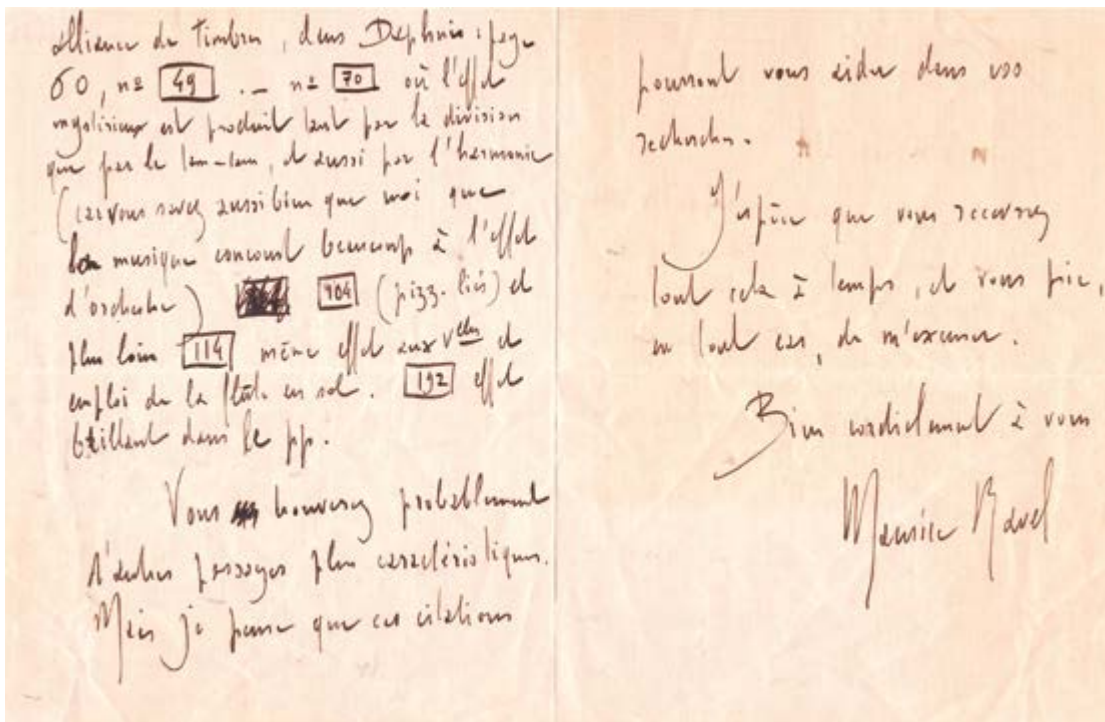 alliance de timbres, dans Daphnis : page
60, nº 49 . _ nº 70 où l'effet
mystérieux est produit tant par la division
que par le tam-tam, et aussi par l'harmonie
(car vous savez aussi bien que moi que
la musique concourt beaucoup à l'effet
d'orchestre) 104 (pizz. liés) et
plus loin 114 même effet aux Vclles et
emploi de la flûte en sol. 192 effet
brillant dans le pp.
Vous trouverez probablement
d'autres passages plus caractéristiques.
Mais je pense que ces citations
pourront vous aider dans vos
recherches.
J'espère que vous recevrez
tout cela à temps, et vous prie,
en tout cas, de m'excuser.
Bien cordialement à vous
Maurice Ravel